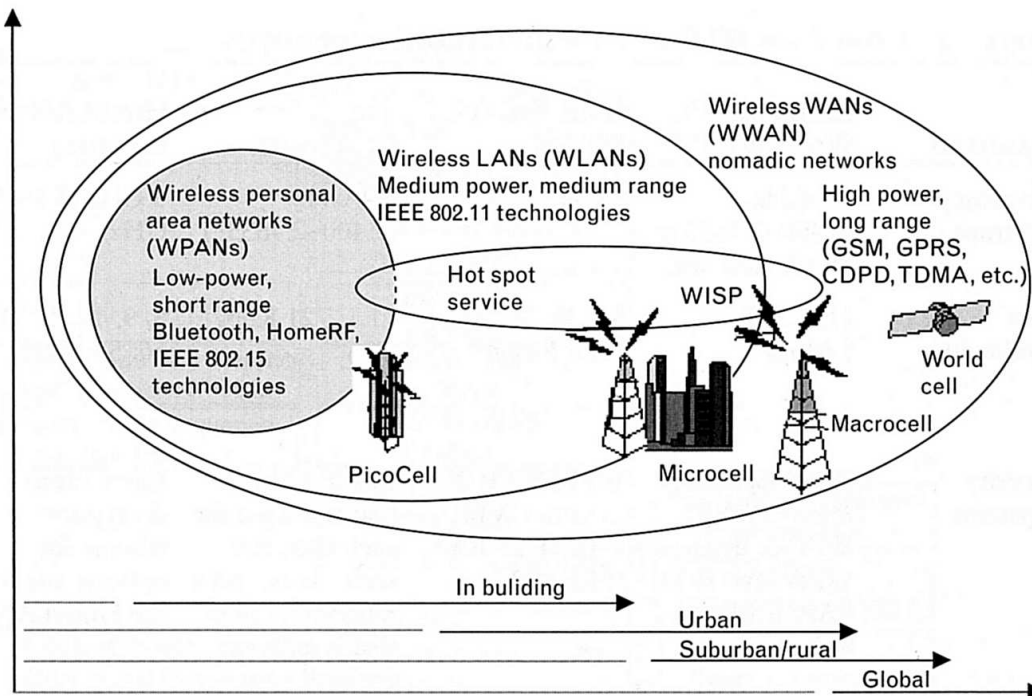 Wireless WANs
(WWAN)
nomadic networks
High power,
long range
(GSM, GPRS,
CDPD, TDMA, etc.)
Wireless LANs (WLANs)
Medium power, medium range
IEEE 802.11 technologies
Wireless personal
area networks
(WPANs)
Low-power,
short range
Bluetooth, HomeRF,
IEEE 802.15
technologies
Hot spot
service
WISP
World
cell
Macrocell
PicoCell
Microcell
In buliding
Urban
Suburban/rural
Global